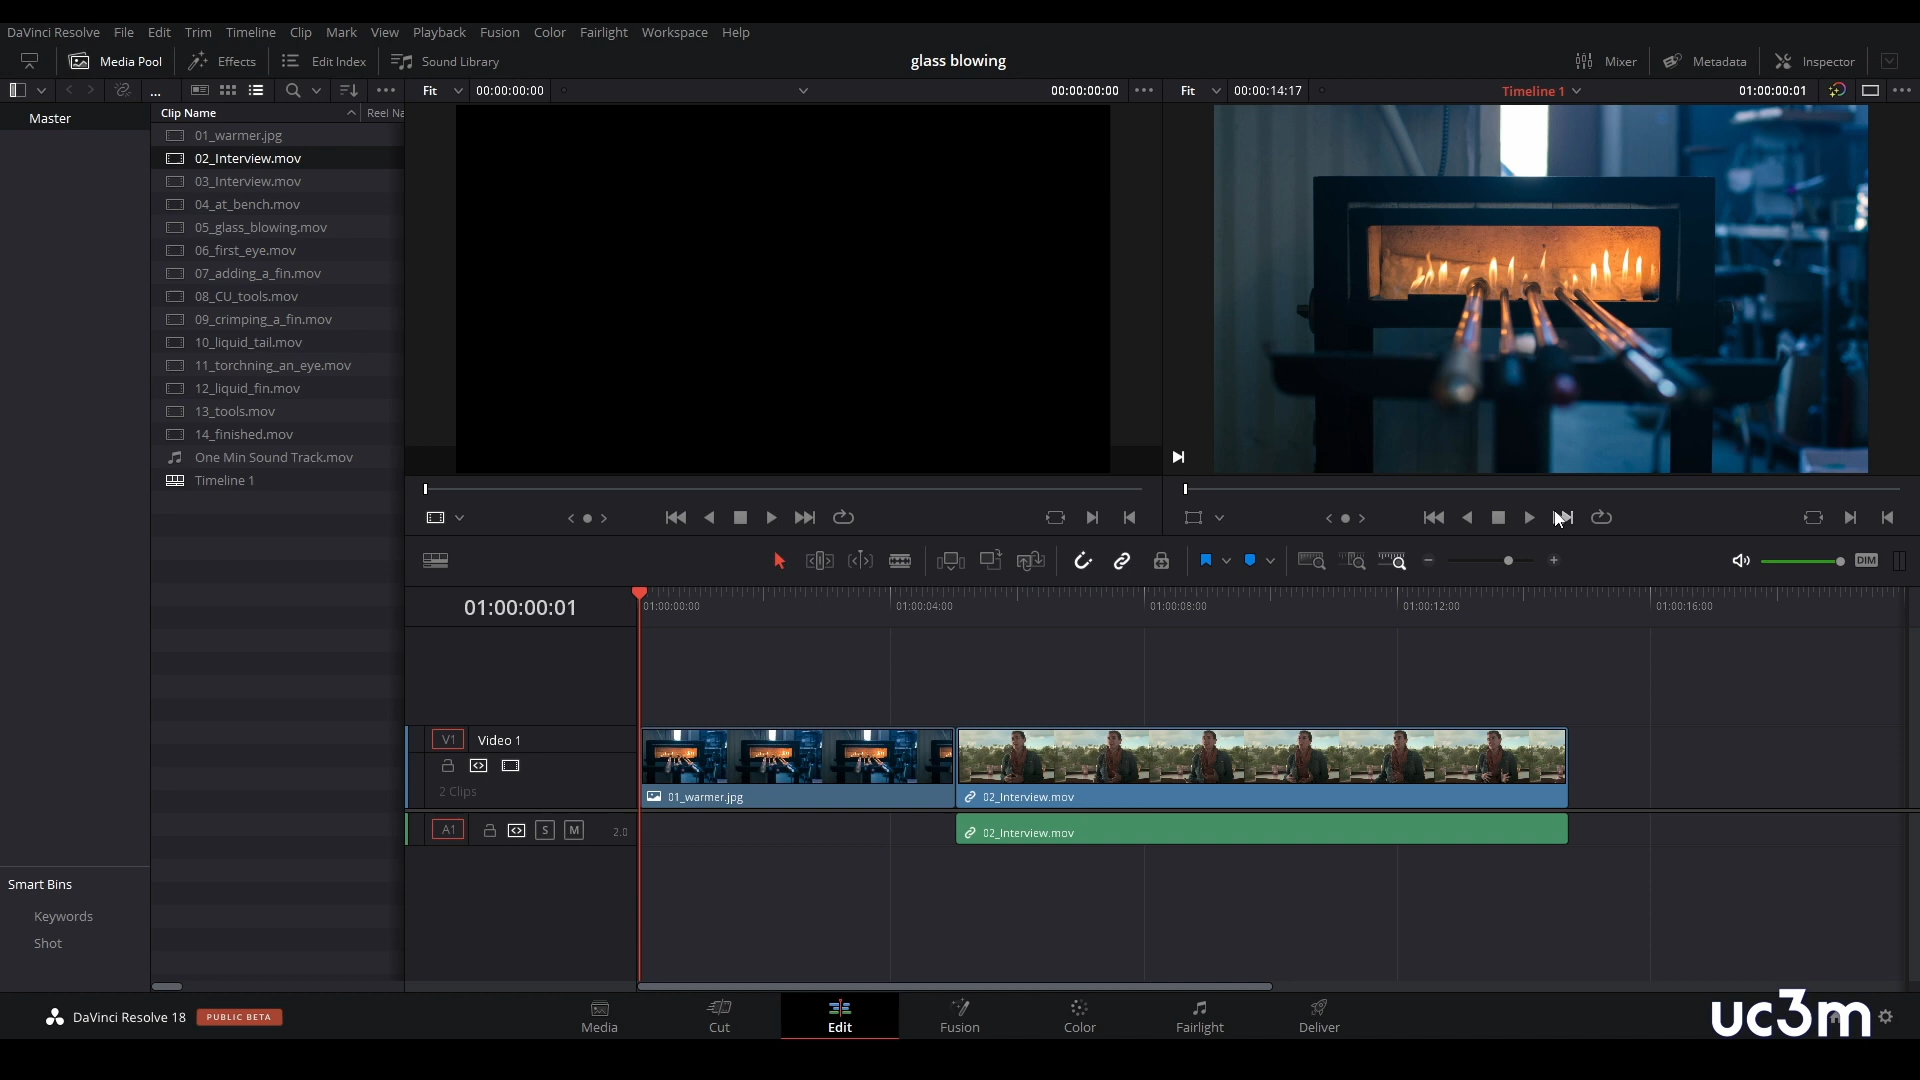 DaVinci Resolve File Edit Trim Timeline Clip Mark View Playback Fusion Color Fairlight Workspace Help
Media Pool Effects Edit Index Sound Library glass blowing Mixer Metadata Inspector
... Fit 00:00:00:00 00:00:00:00 Fit 00:00:14:17 Timeline 1 01:00:00:01
Master
Clip Name Reel Na
01_warmer.jpg
02_Interview.mov
03_Interview.mov
04_at_bench.mov
05_glass_blowing.mov
06_first_eye.mov
07_adding_a_fin.mov
08_CU_tools.mov
09_crimping_a_fin.mov
10_liquid_tail.mov
11_torchning_an_eye.mov
12_liquid_fin.mov
13_tools.mov
14_finished.mov
One Min Sound Track.mov
Timeline 1
DIM
01:00:00:01 01:00:00:00 01:00:04:00 01:00:08:00 01:00:12:00 01:00:16:00
V1 Video 1
2 Clips
01_warmer.jpg 02_Interview.mov
A1 S M 2.0 02_Interview.mov
Smart Bins
Keywords
Shot
DaVinci Resolve 18 PUBLIC BETA Media Cut Edit Fusion Color Fairlight Deliver
uc3m